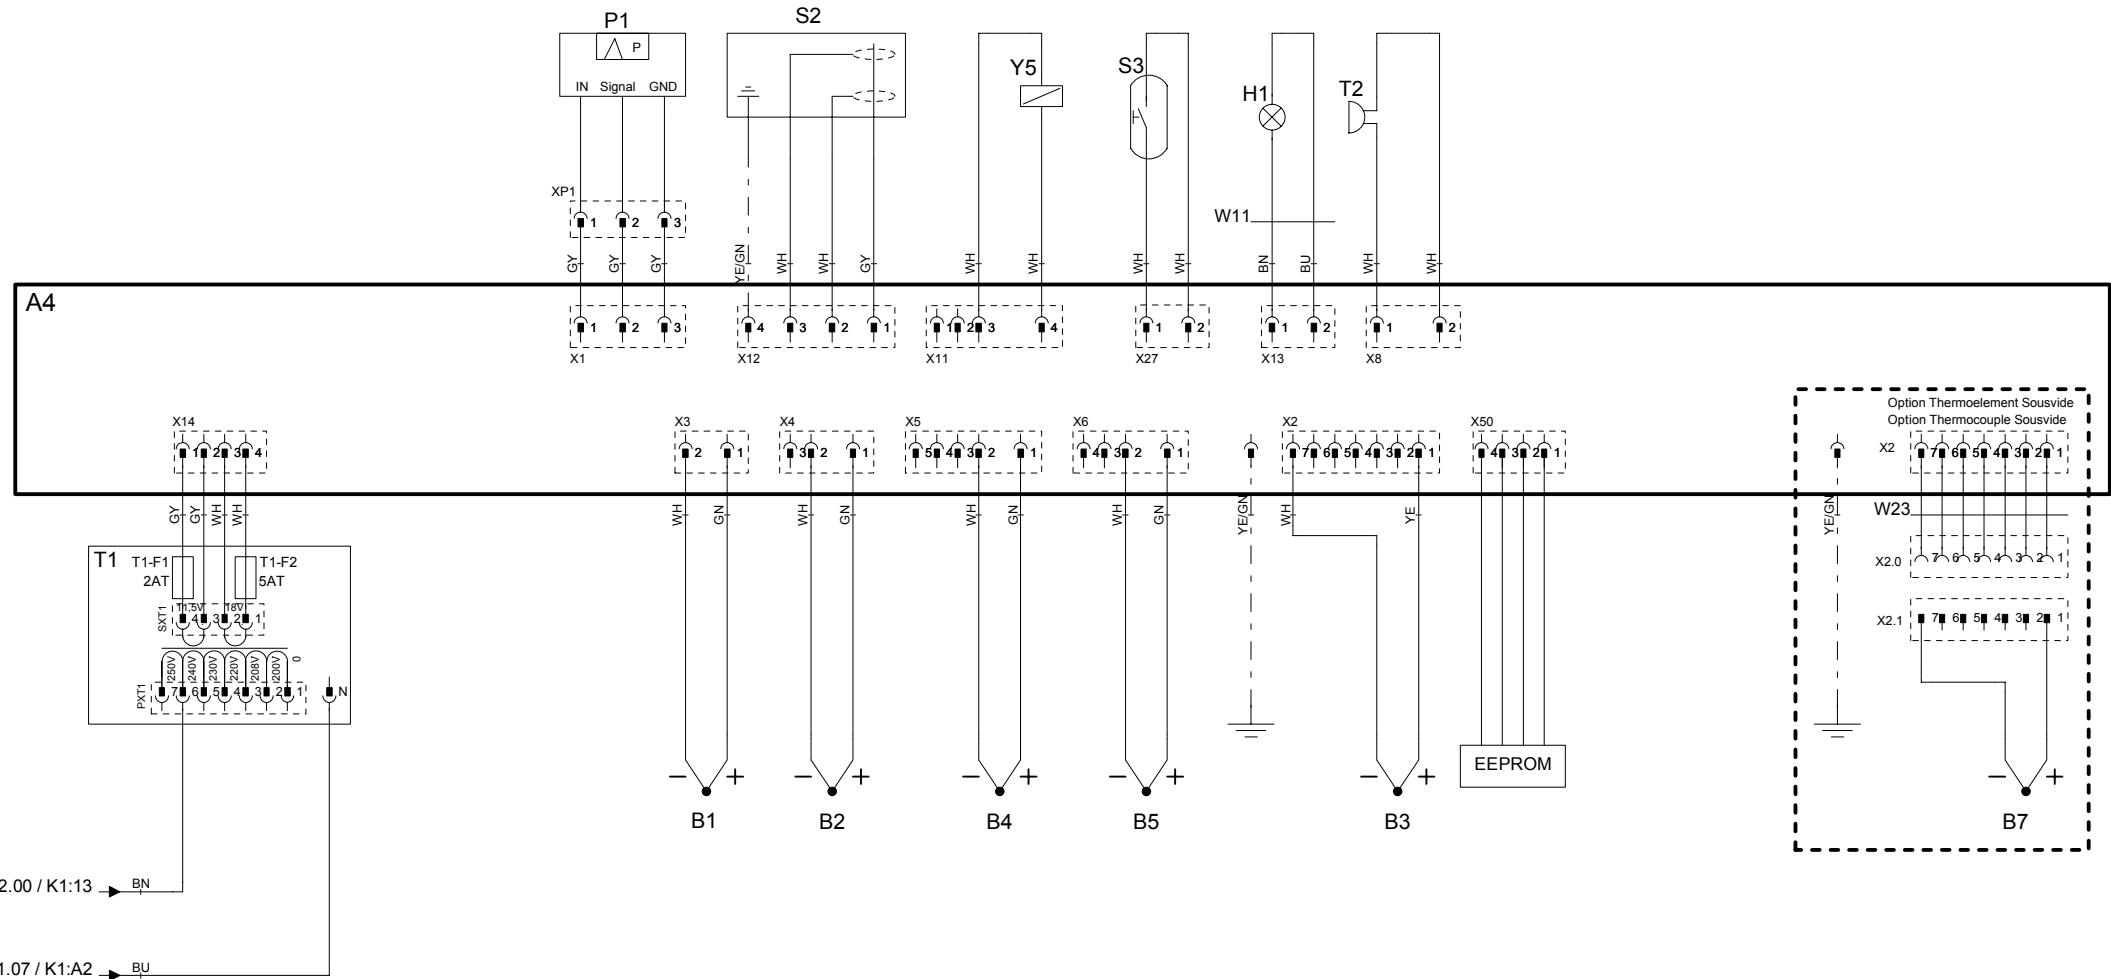 P1
S2
P
IN Signal GND
Y5
S3
H1
T2
XP1
1 2 3
W11
GY GY GY YE/GN WH WH GY WH WH WH WH BN BU WH WH
A4
1 2 3 4 3 2 1 1 2 3 4 1 2 1 2 1 2
X1 X12 X11 X27 X13 X8
Option Thermoelement Sousvide
Option Thermocouple Sousvide
X14 X3 X4 X5 X6 X2 X50 X2
1 2 3 4 2 1 3 2 1 5 4 3 2 1 4 3 2 1 7 6 5 4 3 2 1 4 3 2 1 7 6 5 4 3 2 1
GY GY WH WH WH GN WH GN WH GN WH GN YE/GN WH YE YE/GN
W23
T1
T1-F1
2AT
T1-F2
5AT
X2.0
7 6 5 4 3 2 1
SXT1
11,5V 18V
4 3 2 1
X2.1
7 6 5 4 3 2 1
250V 240V 230V 220V 208V 200V 0
PXT1
7 6 5 4 3 2 1 N
EEPROM
− + − + − + − + − + − +
B1 B2 B4 B5 B3 B7
2.00 / K1:13 BN
1.07 / K1:A2 BU